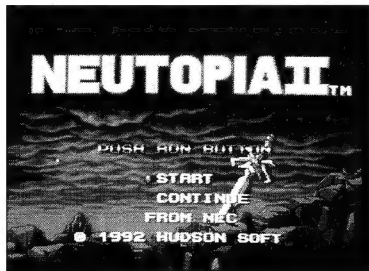 NEUTOPIA II TM
PUSH RUN BUTTON
START
CONTINUE
FROM NEC
© 1992 HUDSON SOFT